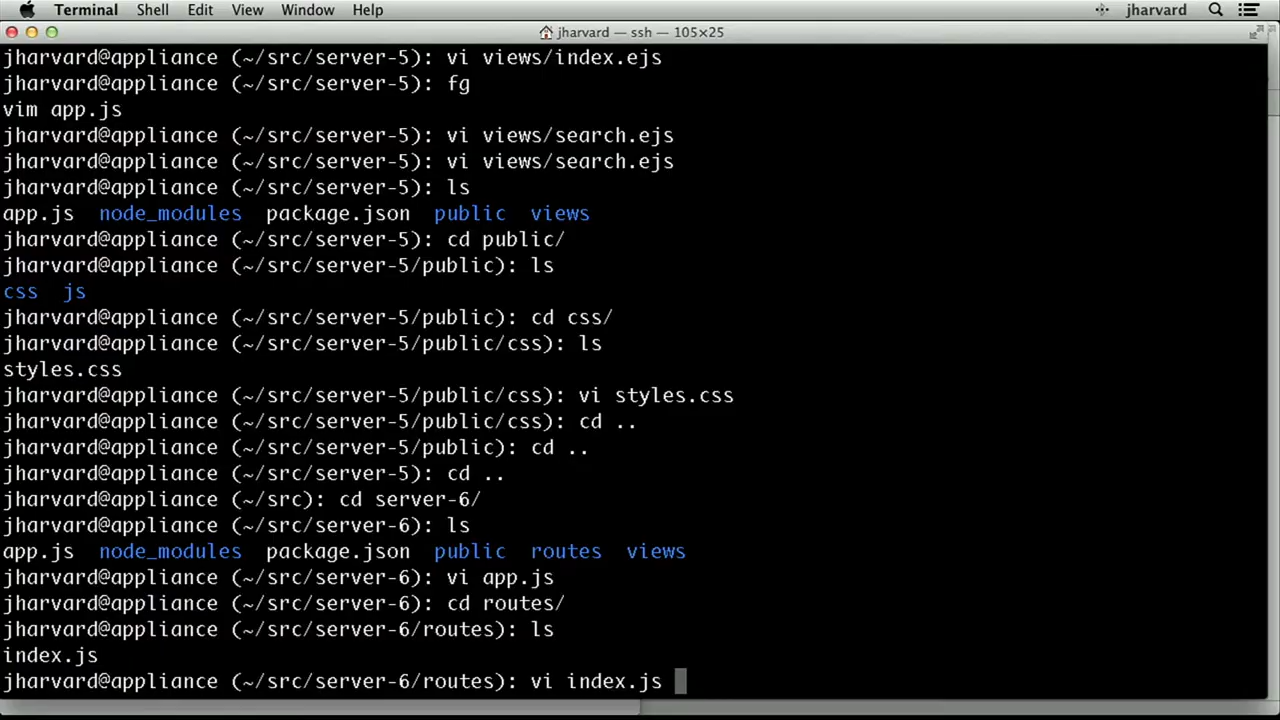 Terminal Shell Edit View Window Help jharvard
jharvard — ssh — 105×25
jharvard@appliance (~/src/server-5): vi views/index.ejs
jharvard@appliance (~/src/server-5): fg
vim app.js
jharvard@appliance (~/src/server-5): vi views/search.ejs
jharvard@appliance (~/src/server-5): vi views/search.ejs
jharvard@appliance (~/src/server-5): ls
app.js  node_modules  package.json  public  views
jharvard@appliance (~/src/server-5): cd public/
jharvard@appliance (~/src/server-5/public): ls
css  js
jharvard@appliance (~/src/server-5/public): cd css/
jharvard@appliance (~/src/server-5/public/css): ls
styles.css
jharvard@appliance (~/src/server-5/public/css): vi styles.css
jharvard@appliance (~/src/server-5/public/css): cd ..
jharvard@appliance (~/src/server-5/public): cd ..
jharvard@appliance (~/src/server-5): cd ..
jharvard@appliance (~/src): cd server-6/
jharvard@appliance (~/src/server-6): ls
app.js  node_modules  package.json  public  routes  views
jharvard@appliance (~/src/server-6): vi app.js
jharvard@appliance (~/src/server-6): cd routes/
jharvard@appliance (~/src/server-6/routes): ls
index.js
jharvard@appliance (~/src/server-6/routes): vi index.js